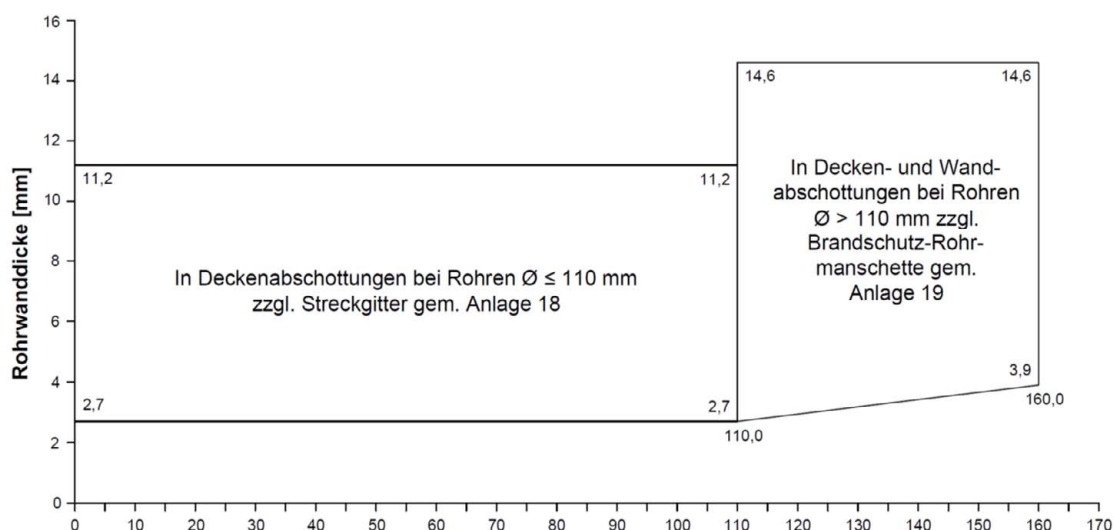 16
14
12
10
8
6
4
2
0
Rohrwanddicke [mm]
11,2
11,2
2,7
2,7
In Deckenabschottungen bei Rohren Ø ≤ 110 mm
zzgl. Streckgitter gem. Anlage 18
14,6
14,6
In Decken- und Wand-
abschottungen bei Rohren
Ø > 110 mm zzgl.
Brandschutz-Rohr-
manschette gem.
Anlage 19
3,9
160,0
110,0
0 10 20 30 40 50 60 70 80 90 100 110 120 130 140 150 160 170